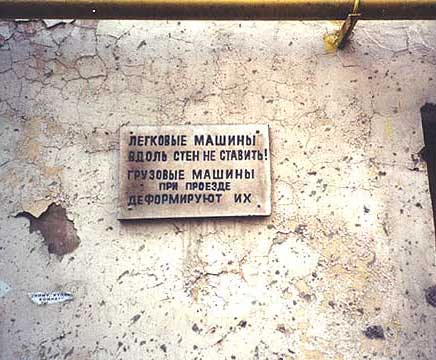 ЛЕГКОВЫЕ МАШИНЫ
ВДОЛЬ СТЕН НЕ СТАВИТЬ!
ГРУЗОВЫЕ МАШИНЫ
ПРИ ПРОЕЗДЕ
ДЕФОРМИРУЮТ ИХ